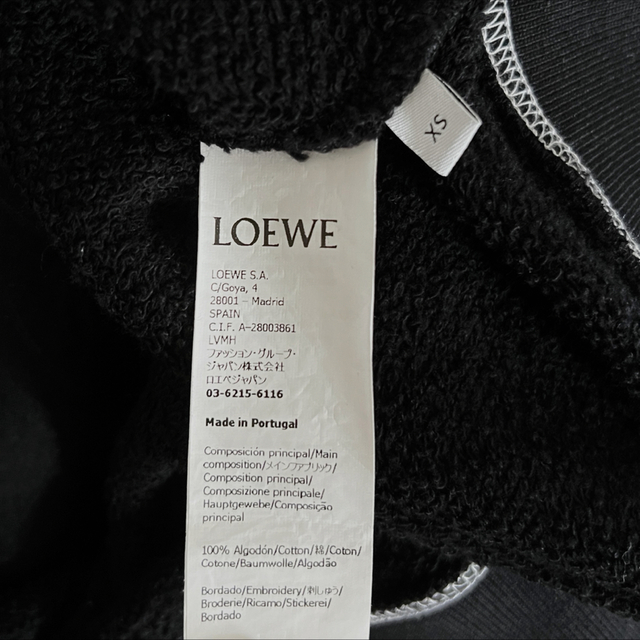 XS
LOEWE
LOEWE S.A.
C/Goya, 4
28001 – Madrid
SPAIN
C.I.F. A-28003861
LVMH
ファッション・グループ・
ジャパン株式会社
ロエベジャパン
03-6215-6116
Made in Portugal
Composición principal/Main
composition/メインファブリック/
Composition principal/
Composizione principale/
Hauptgewebe/Composição
principal
100% Algodón/Cotton/綿/Coton/
Cotone/Baumwolle/Algodão
Bordado/Embroidery/刺しゅう/
Broderie/Ricamo/Stickerei/
Bordado